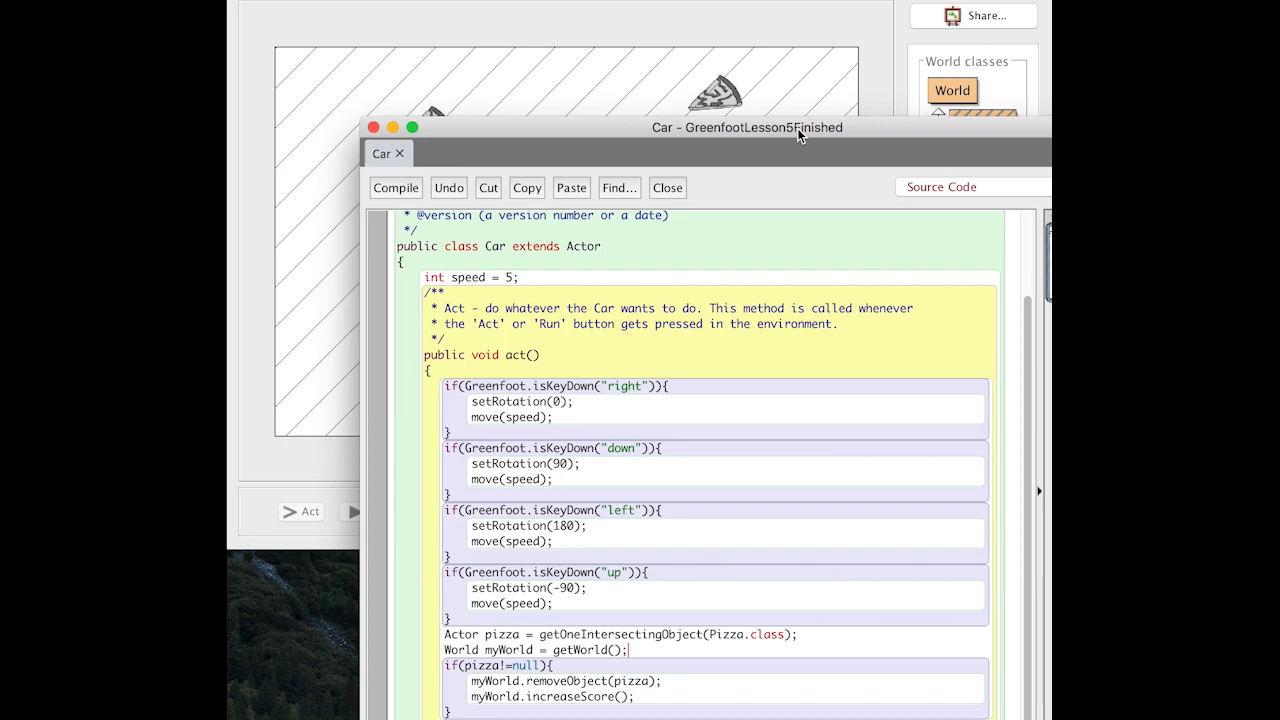 Share...
World classes
World
Car - GreenfootLesson5Finished
Car ×
Compile Undo Cut Copy Paste Find... Close Source Code
* @version (a version number or a date)
*/
public class Car extends Actor
{
int speed = 5;
/**
* Act - do whatever the Car wants to do. This method is called whenever
* the 'Act' or 'Run' button gets pressed in the environment.
*/
public void act()
{
if(Greenfoot.isKeyDown("right")){
setRotation(0);
move(speed);
}
if(Greenfoot.isKeyDown("down")){
setRotation(90);
move(speed);
}
if(Greenfoot.isKeyDown("left")){
setRotation(180);
move(speed);
}
if(Greenfoot.isKeyDown("up")){
setRotation(-90);
move(speed);
}
Actor pizza = getOneIntersectingObject(Pizza.class);
World myWorld = getWorld();
if(pizza!=null){
myWorld.removeObject(pizza);
myWorld.increaseScore();
}
Act